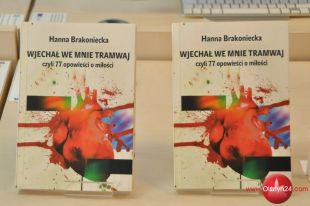 Hanna Brakoniecka
WJECHAŁ WE MNIE TRAMWAJ
czyli 77 opowieści o miłości
Hanna Brakoniecka
WJECHAŁ WE MNIE TRAMWAJ
czyli 77 opowieści o miłości
www.Olsztyn24.com